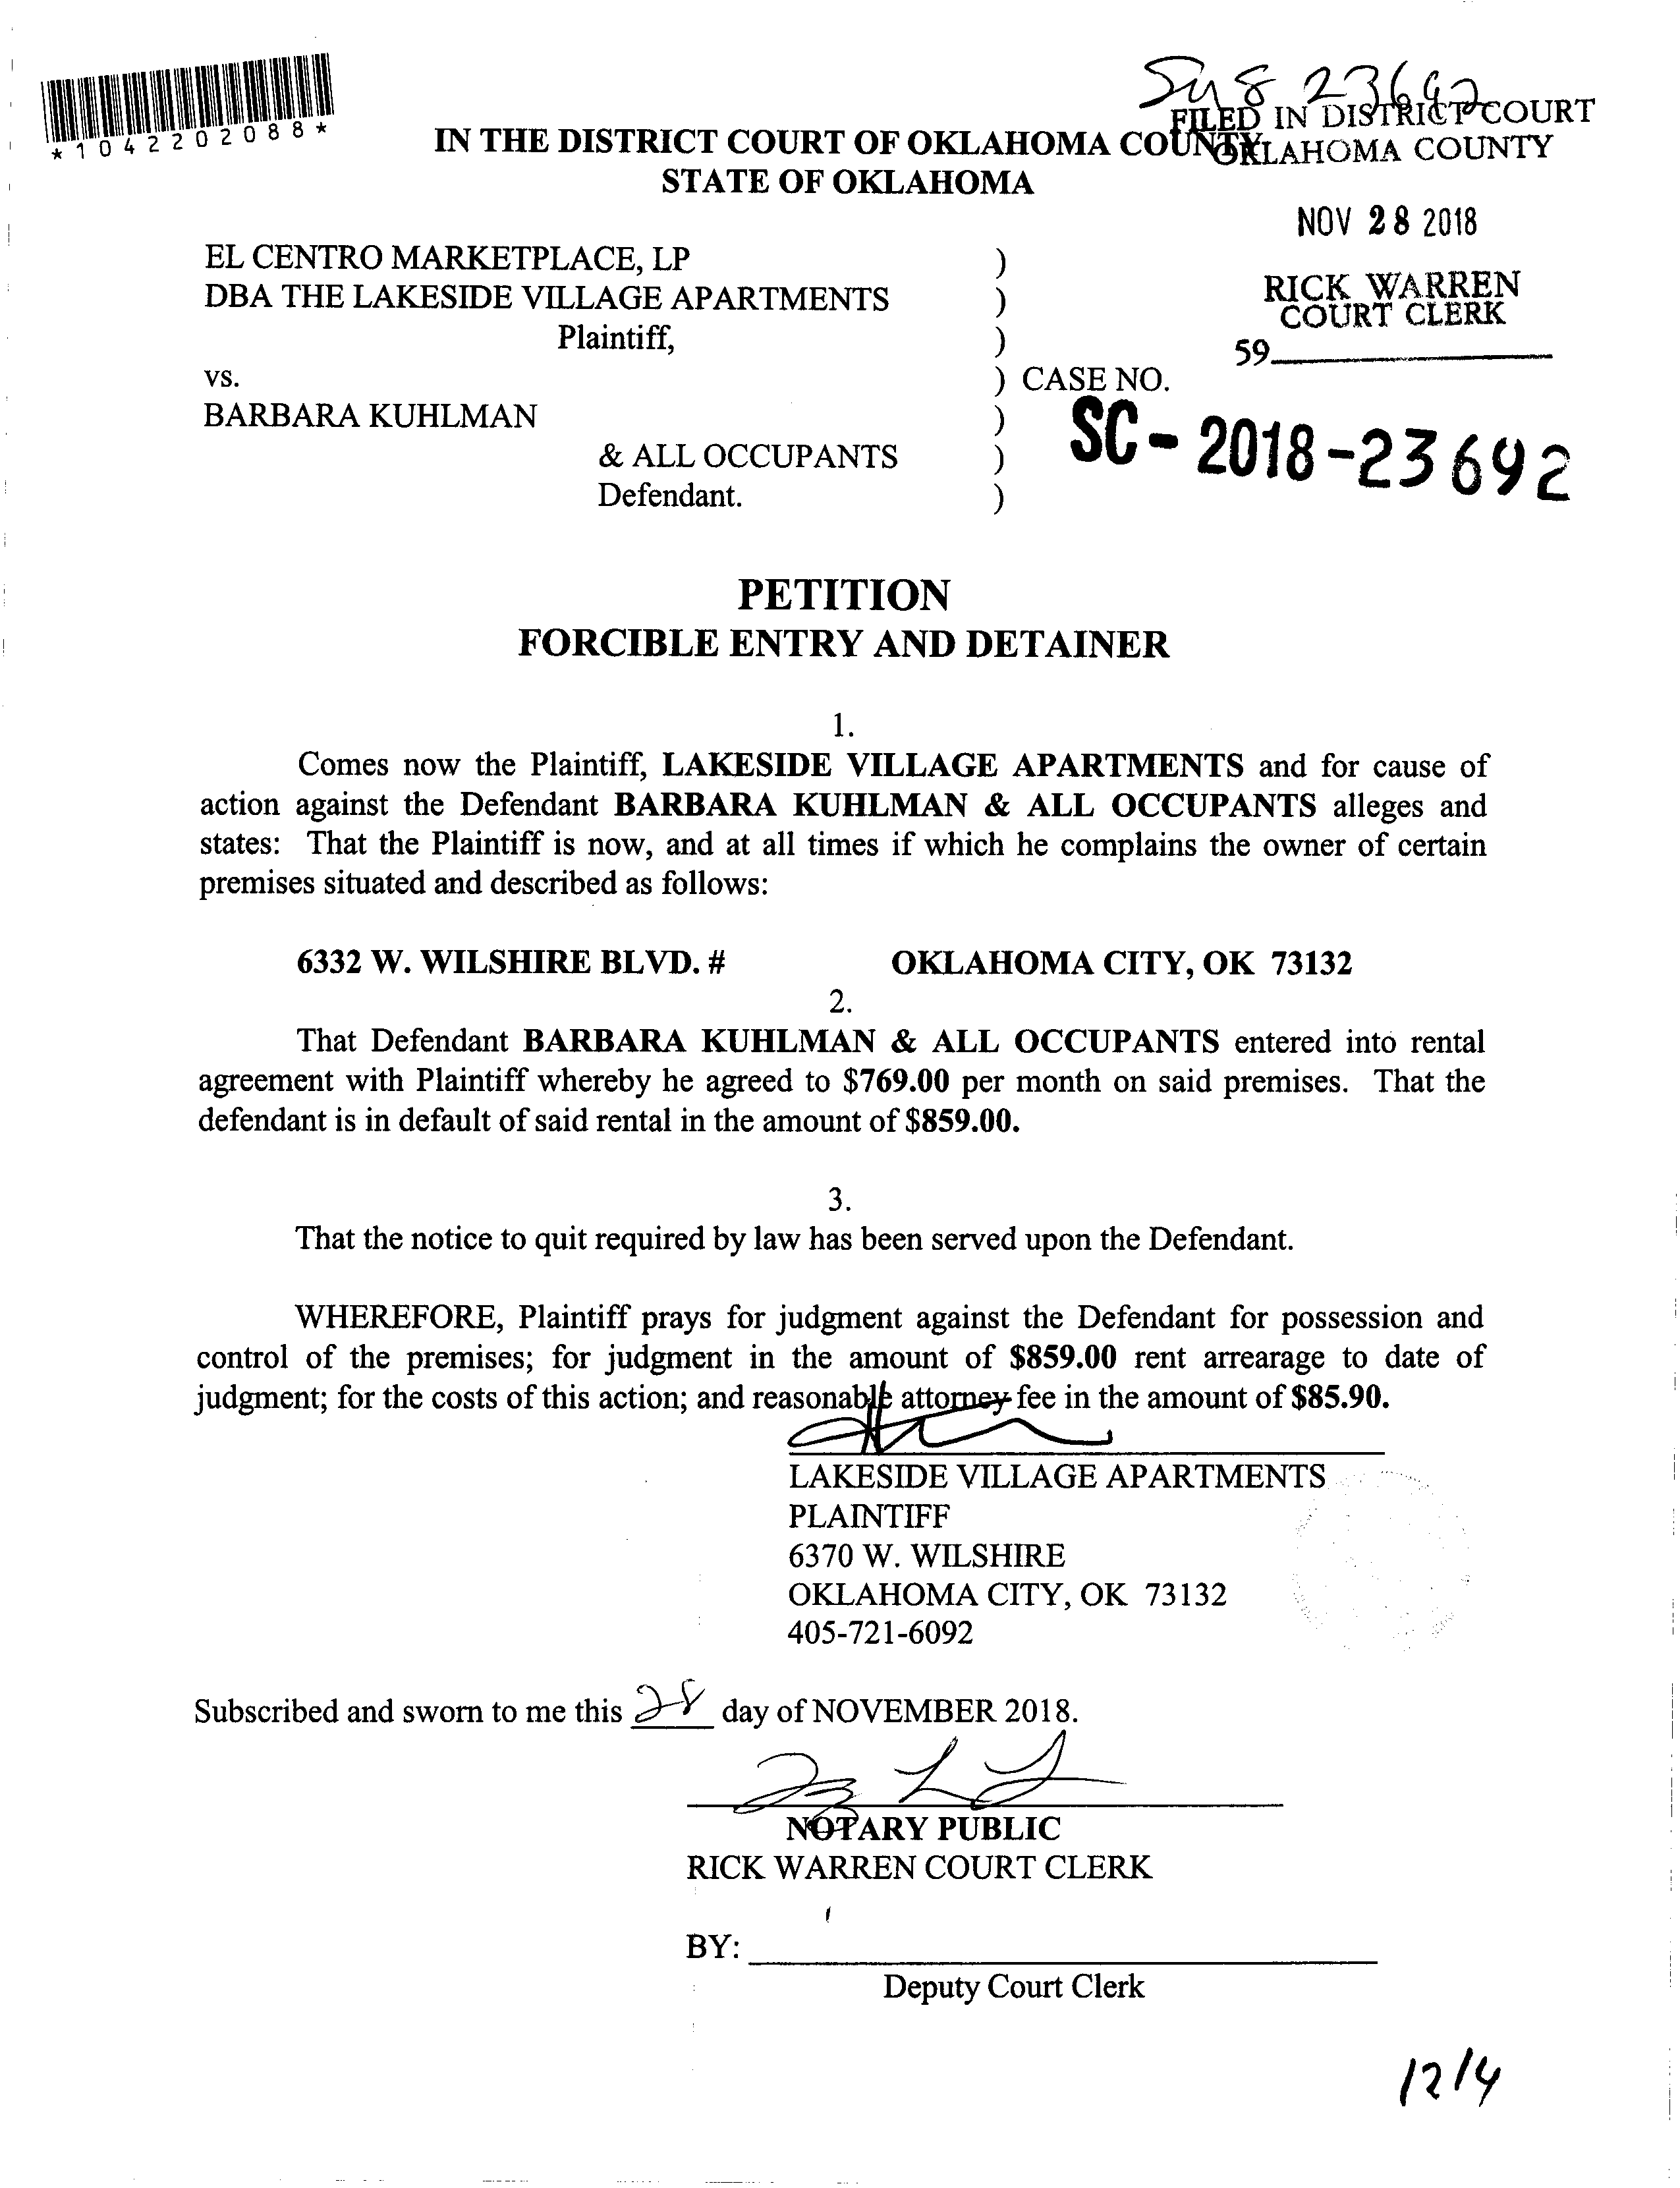 *1042202088*
FILED IN DISTRICT COURT
OKLAHOMA COUNTY
IN THE DISTRICT COURT OF OKLAHOMA COUNTY
STATE OF OKLAHOMA
NOV 28 2018
RICK WARREN
COURT CLERK
59
EL CENTRO MARKETPLACE, LP )
DBA THE LAKESIDE VILLAGE APARTMENTS )
Plaintiff, )
vs. ) CASE NO.
BARBARA KUHLMAN )
SC-2018-23692
& ALL OCCUPANTS )
Defendant. )
PETITION
FORCIBLE ENTRY AND DETAINER
1.
Comes now the Plaintiff, LAKESIDE VILLAGE APARTMENTS and for cause of
action against the Defendant BARBARA KUHLMAN & ALL OCCUPANTS alleges and
states: That the Plaintiff is now, and at all times if which he complains the owner of certain
premises situated and described as follows:
6332 W. WILSHIRE BLVD. # OKLAHOMA CITY, OK 73132
2.
That Defendant BARBARA KUHLMAN & ALL OCCUPANTS entered into rental
agreement with Plaintiff whereby he agreed to $769.00 per month on said premises. That the
defendant is in default of said rental in the amount of $859.00.
3.
That the notice to quit required by law has been served upon the Defendant.
WHEREFORE, Plaintiff prays for judgment against the Defendant for possession and
control of the premises; for judgment in the amount of $859.00 rent arrearage to date of
judgment; for the costs of this action; and reasonable attorney fee in the amount of $85.90.
LAKESIDE VILLAGE APARTMENTS
PLAINTIFF
6370 W. WILSHIRE
OKLAHOMA CITY, OK 73132
405-721-6092
Subscribed and sworn to me this 28 day of NOVEMBER 2018.
NOTARY PUBLIC
RICK WARREN COURT CLERK
BY:
Deputy Court Clerk
12/4